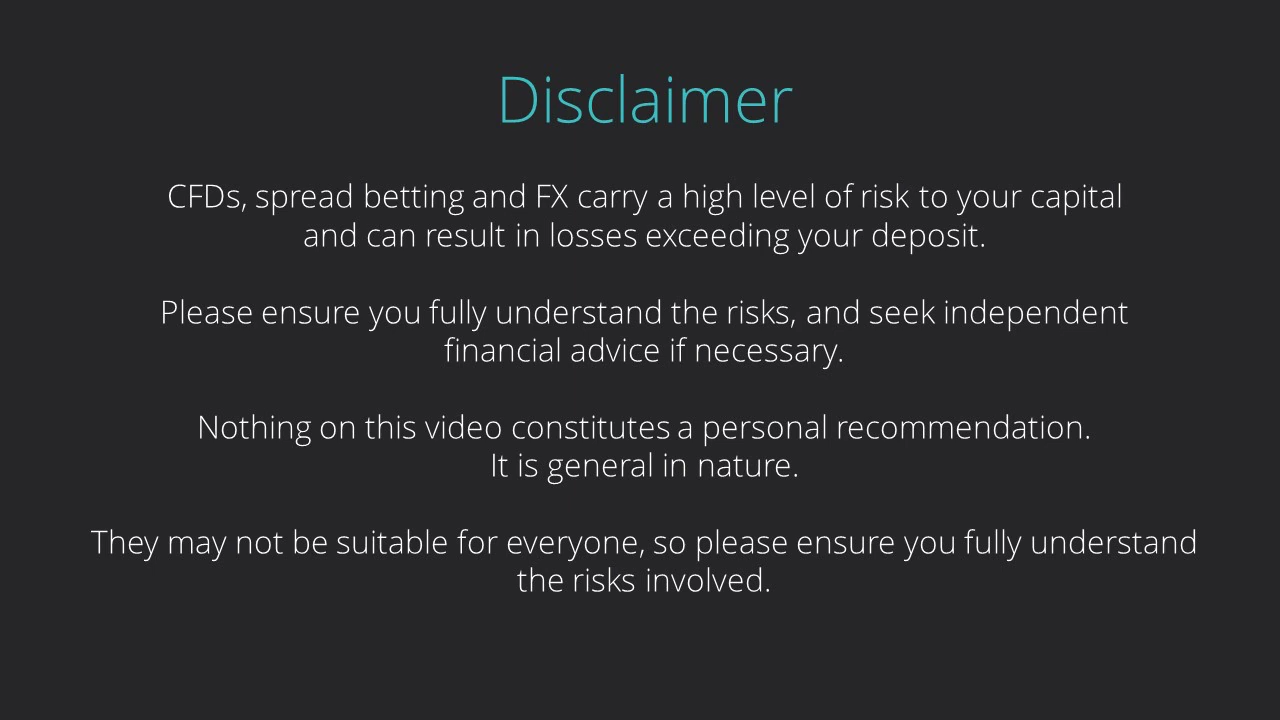 Disclaimer
CFDs, spread betting and FX carry a high level of risk to your capital
and can result in losses exceeding your deposit.
Please ensure you fully understand the risks, and seek independent
financial advice if necessary.
Nothing on this video constitutes a personal recommendation.
It is general in nature.
They may not be suitable for everyone, so please ensure you fully understand
the risks involved.